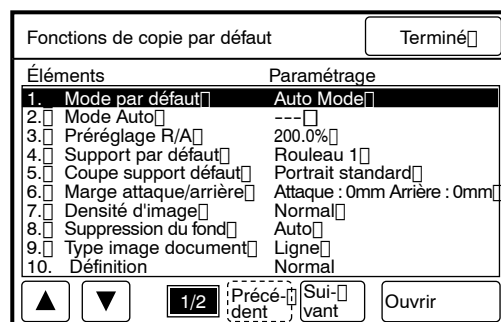 Fonctions de copie par défaut
Terminé
Éléments Paramétrage
1. Mode par défaut Auto Mode
2. Mode Auto ---
3. Préréglage R/A 200.0%
4. Support par défaut Rouleau 1
5. Coupe support défaut Portrait standard
6. Marge attaque/arrière Attaque : 0mm Arrière : 0mm
7. Densité d'image Normal
8. Suppression du fond Auto
9. Type image document Ligne
10. Définition Normal
1/2
Précé-
dent
Sui-
vant
Ouvrir